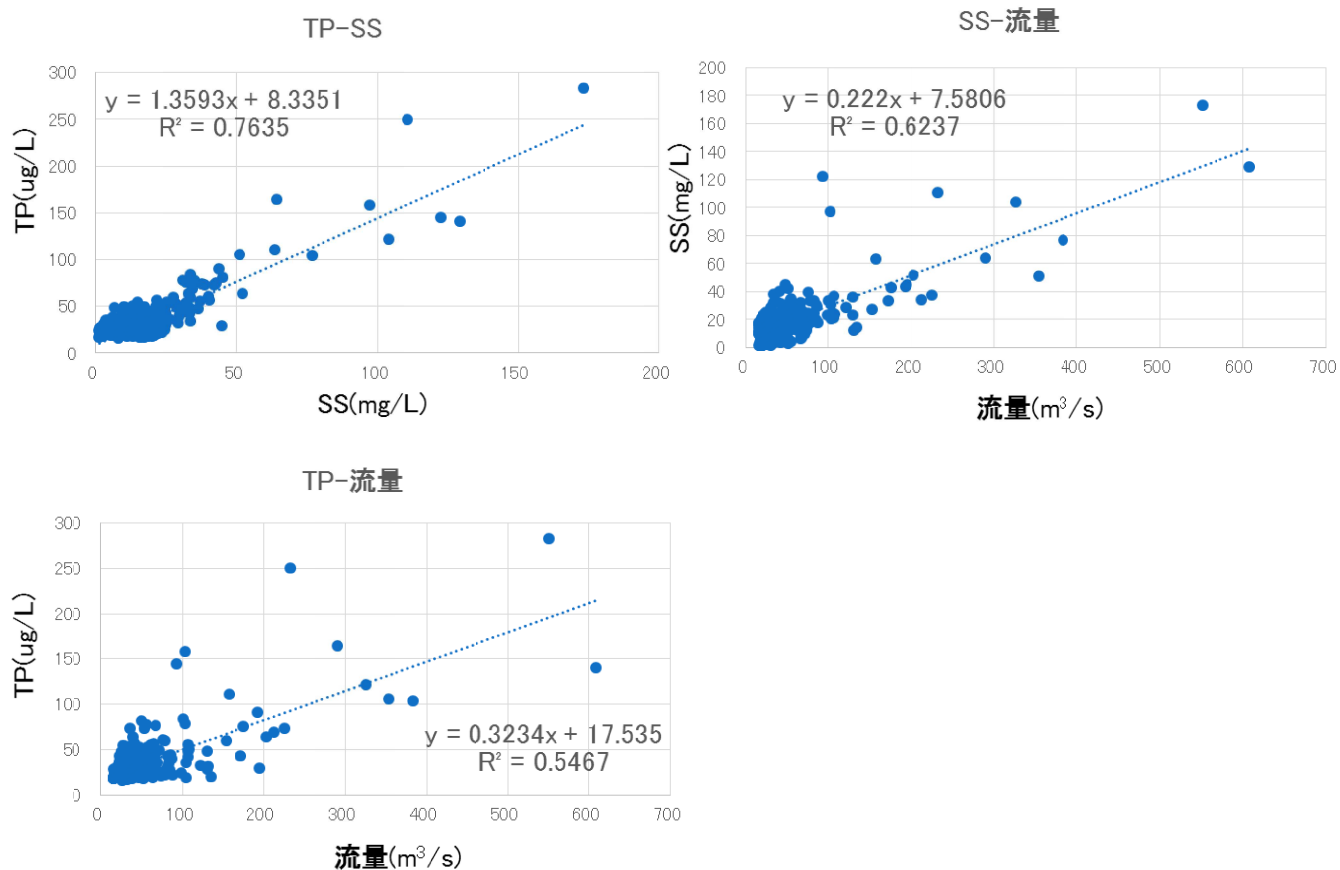 TP-SS
300
250
200
150
100
50
0
TP(ug/L)
y = 1.3593x + 8.3351
R² = 0.7635
0 50 100 150 200
SS(mg/L)
SS-流量
200
180
160
140
120
100
80
60
40
20
0
SS(mg/L)
y = 0.222x + 7.5806
R² = 0.6237
0 100 200 300 400 500 600 700
流量(m³/s)
TP-流量
300
250
200
150
100
50
0
TP(ug/L)
y = 0.3234x + 17.535
R² = 0.5467
0 100 200 300 400 500 600 700
流量(m³/s)